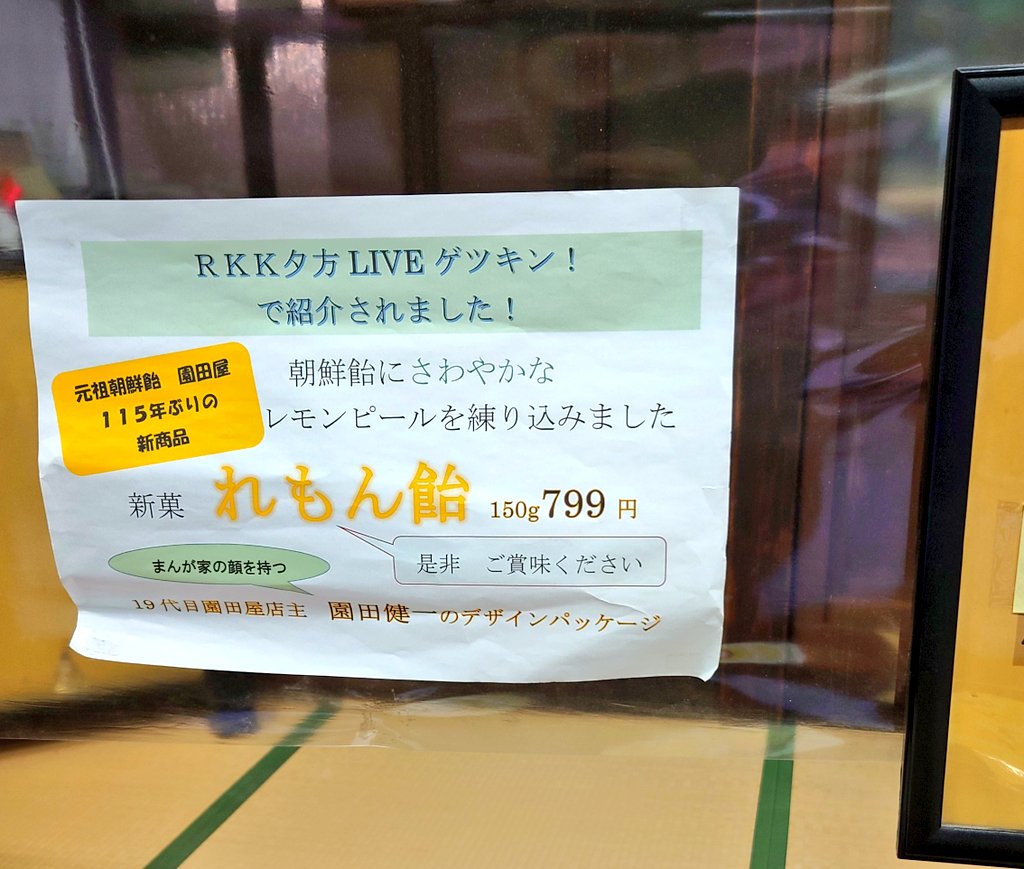 RKK夕方LIVEゲツキン！
で紹介されました！
元祖朝鮮飴　園田屋
１１５年ぶりの
新商品
朝鮮飴にさわやかな
レモンピールを練り込みました
新菓　れもん飴　150g799円
まんが家の顔を持つ
是非　ご賞味ください
19代目園田屋店主　園田健一のデザインパッケージ